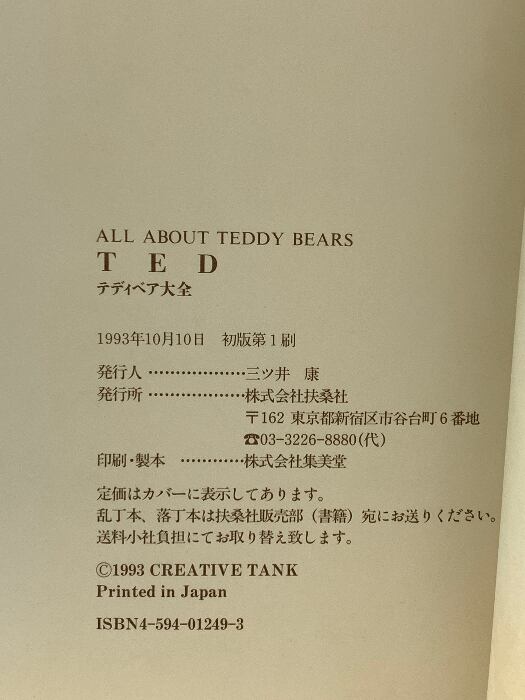 ALL ABOUT TEDDY BEARS
TED
テディベア大全
1993年10月10日　初版第1刷
発行人 ………………三ツ井　康
発行所 ………………株式会社扶桑社
〒162 東京都新宿区市谷台町6番地
☎03-3226-8880(代)
印刷・製本 …………株式会社集美堂
定価はカバーに表示してあります。
乱丁本、落丁本は扶桑社販売部（書籍）宛にお送りください。
送料小社負担にてお取り替え致します。
©1993 CREATIVE TANK
Printed in Japan
ISBN4-594-01249-3